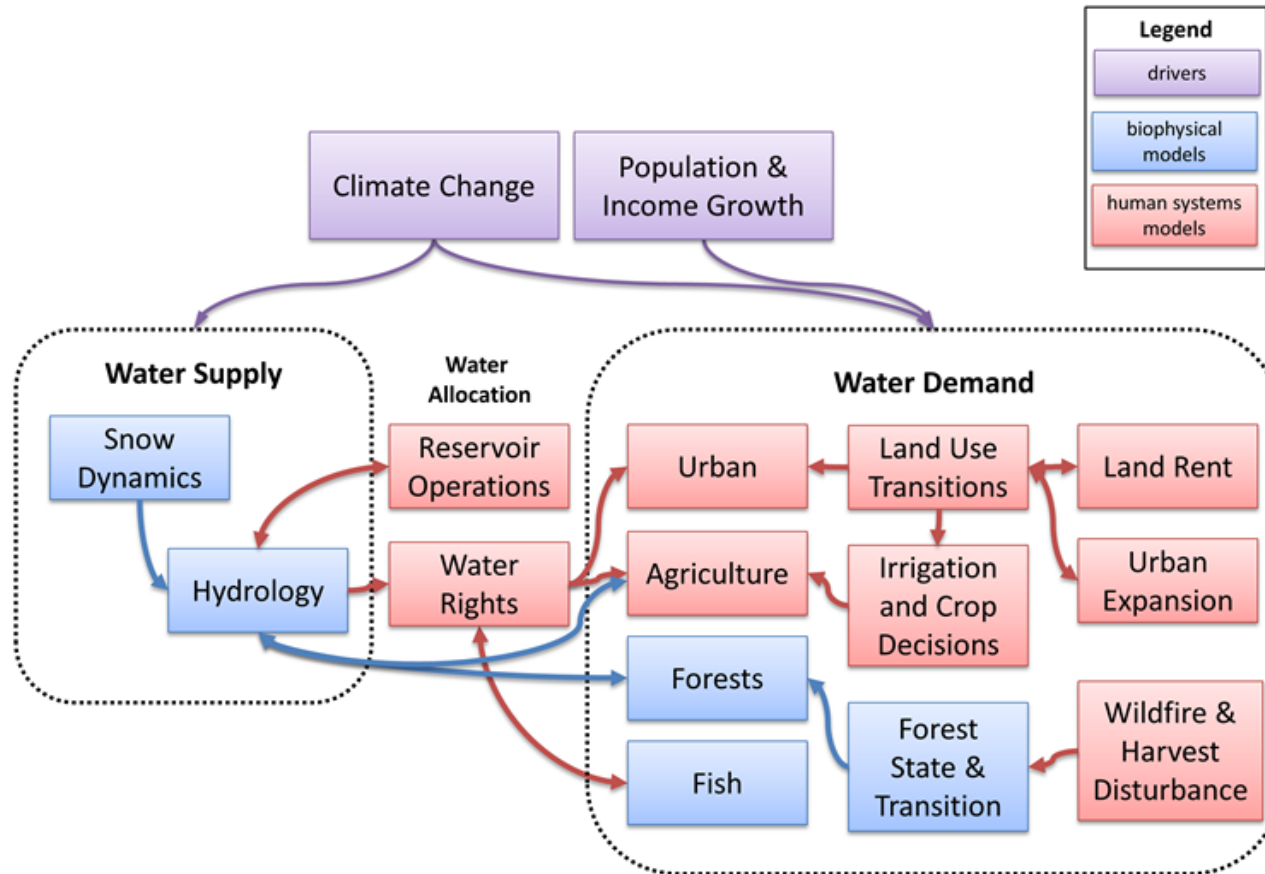 Legend
drivers
biophysical
models
human systems
models
Climate Change
Population &
Income Growth
Water Supply
Snow
Dynamics
Hydrology
Water
Allocation
Reservoir
Operations
Water
Rights
Water Demand
Urban
Land Use
Transitions
Land Rent
Agriculture
Irrigation
and Crop
Decisions
Urban
Expansion
Forests
Forest
State &
Transition
Wildfire &
Harvest
Disturbance
Fish